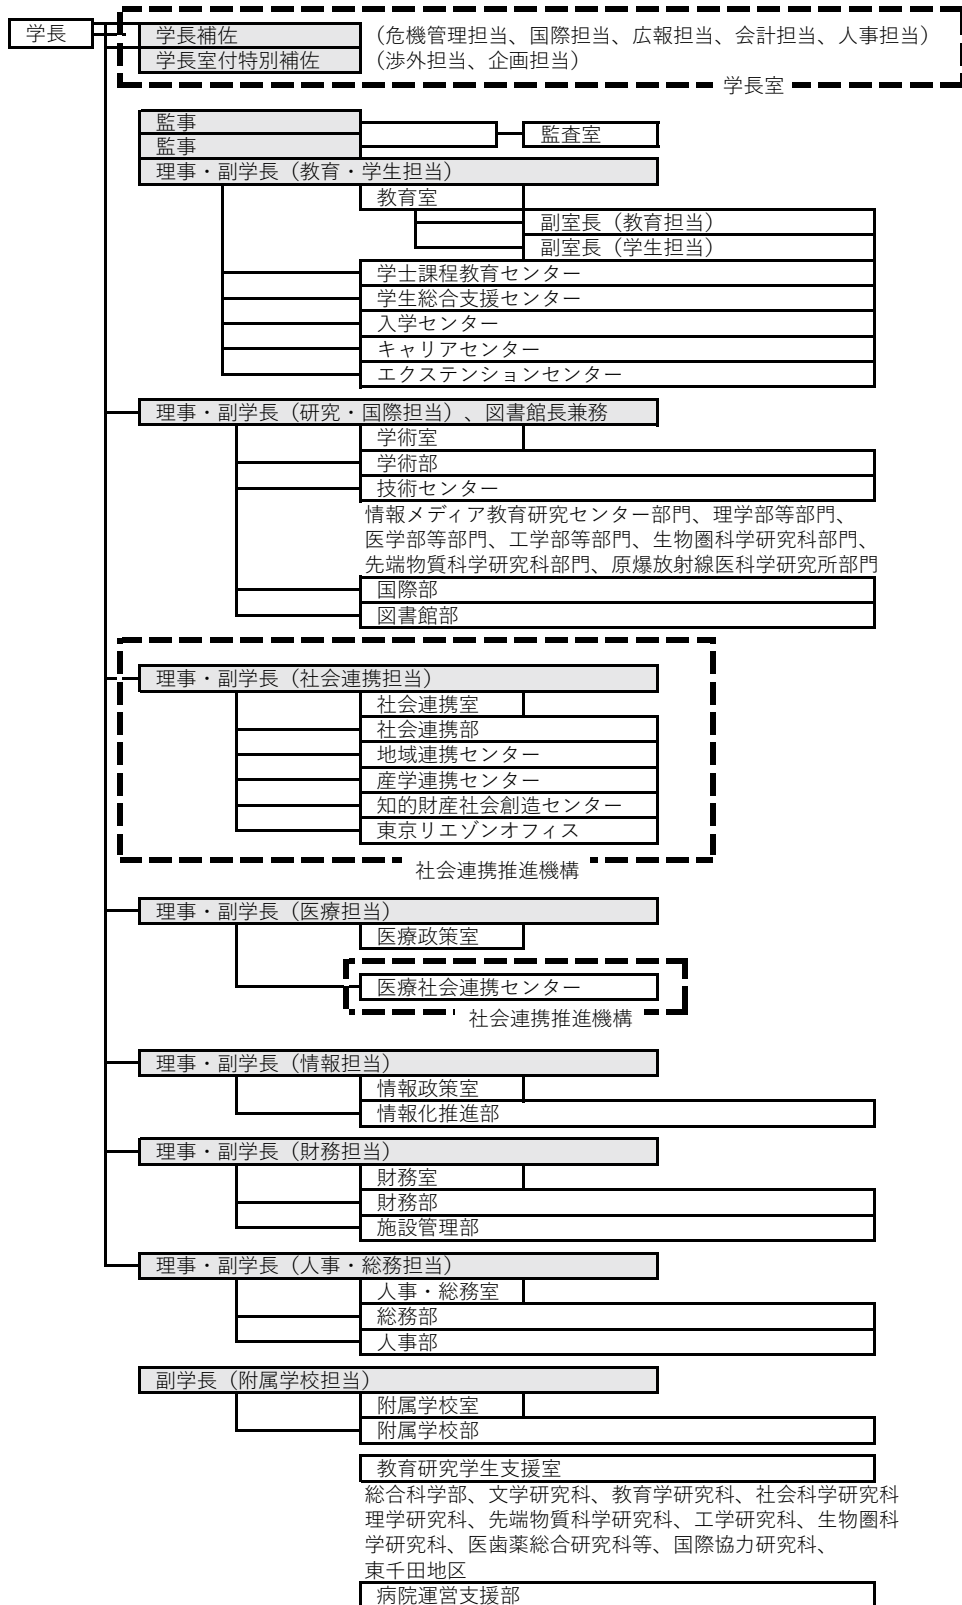 学長
学長補佐
（危機管理担当、国際担当、広報担当、会計担当、人事担当）
学長室付特別補佐
（渉外担当、企画担当）
学長室
監事
監査室
監事
理事・副学長（教育・学生担当）
教育室
副室長（教育担当）
副室長（学生担当）
学士課程教育センター
学生総合支援センター
入学センター
キャリアセンター
エクステンションセンター
理事・副学長（研究・国際担当）、図書館長兼務
学術室
学術部
技術センター
情報メディア教育研究センター部門、理学部等部門、
医学部等部門、工学部等部門、生物圏科学研究科部門、
先端物質科学研究科部門、原爆放射線医科学研究所部門
国際部
図書館部
理事・副学長（社会連携担当）
社会連携室
社会連携部
地域連携センター
産学連携センター
知的財産社会創造センター
東京リエゾンオフィス
社会連携推進機構
理事・副学長（医療担当）
医療政策室
医療社会連携センター
社会連携推進機構
理事・副学長（情報担当）
情報政策室
情報化推進部
理事・副学長（財務担当）
財務室
財務部
施設管理部
理事・副学長（人事・総務担当）
人事・総務室
総務部
人事部
副学長（附属学校担当）
附属学校室
附属学校部
教育研究学生支援室
総合科学部、文学研究科、教育学研究科、社会科学研究科
理学研究科、先端物質科学研究科、工学研究科、生物圏科
学研究科、医歯薬総合研究科等、国際協力研究科、
東千田地区
病院運営支援部